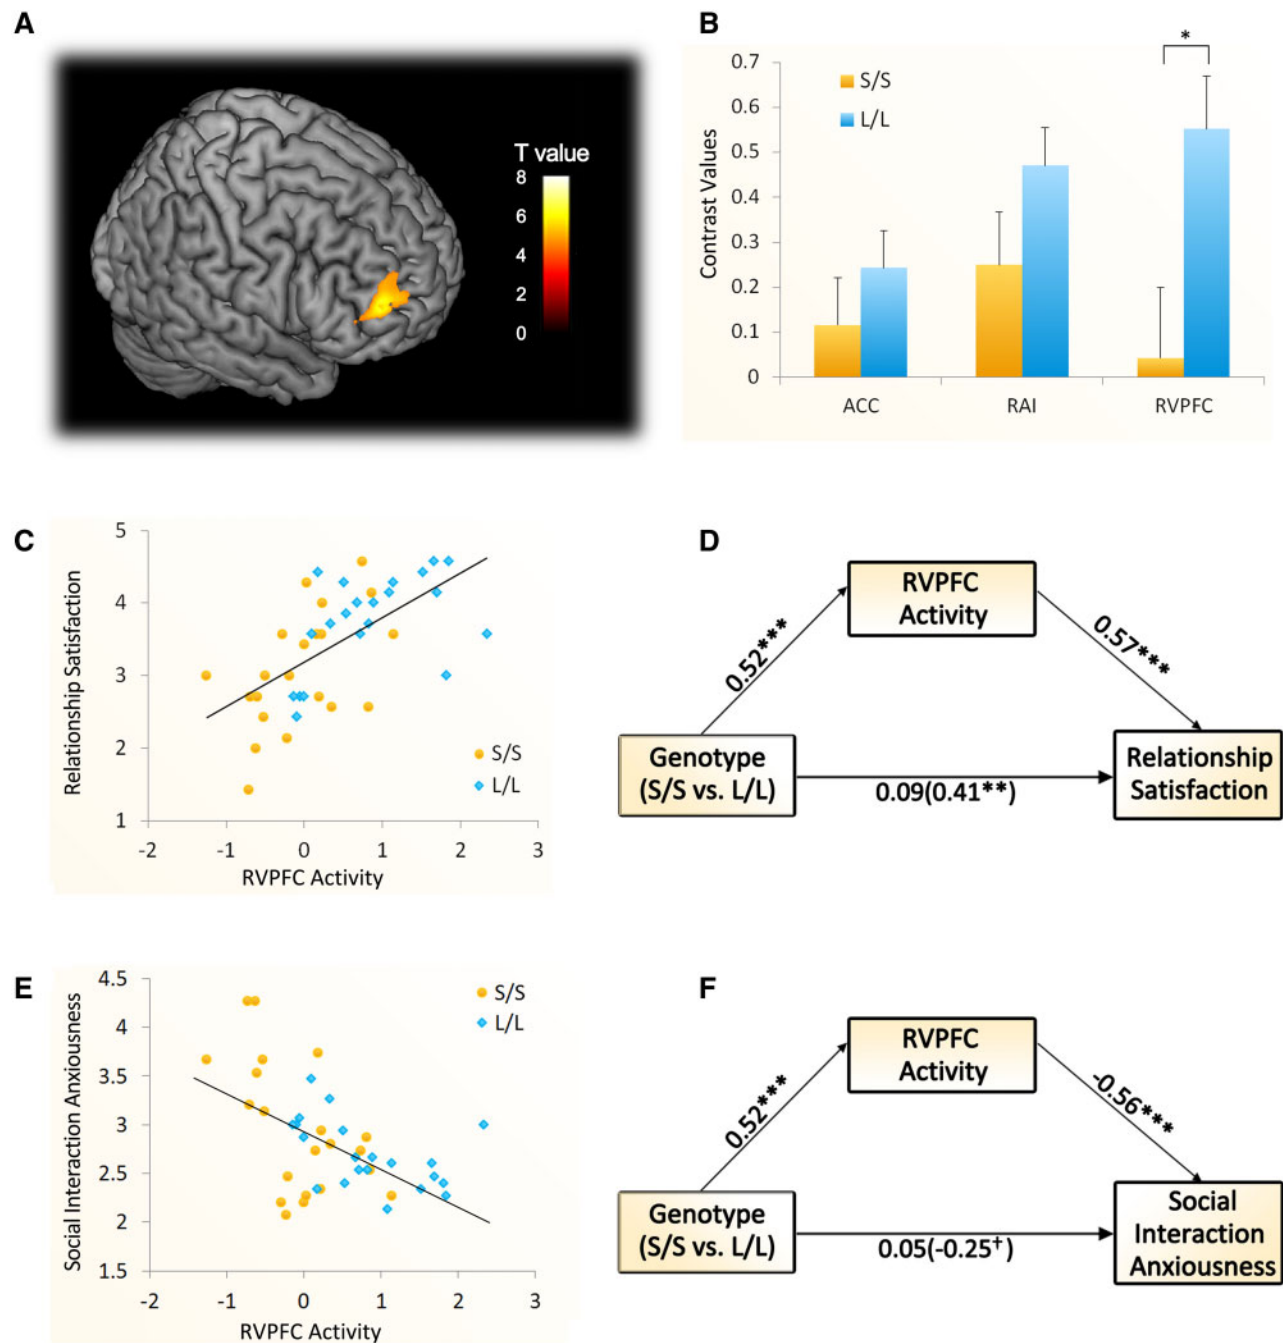 A
T value
8
6
4
2
0
B
*
0.7
0.6
0.5
0.4
0.3
0.2
0.1
0
Contrast Values
S/S
L/L
ACC
RAI
RVPFC
C
5
4
3
2
1
Relationship Satisfaction
S/S
L/L
-2
-1
0
1
2
3
RVPFC Activity
D
RVPFC
Activity
0.52***
0.57***
Genotype
(S/S vs. L/L)
0.09(0.41**)
Relationship
Satisfaction
E
4.5
4
3.5
3
2.5
2
1.5
Social Interaction Anxiousness
S/S
L/L
-2
-1
0
1
2
3
RVPFC Activity
F
RVPFC
Activity
0.52***
-0.56***
Genotype
(S/S vs. L/L)
0.05(-0.25†)
Social
Interaction
Anxiousness